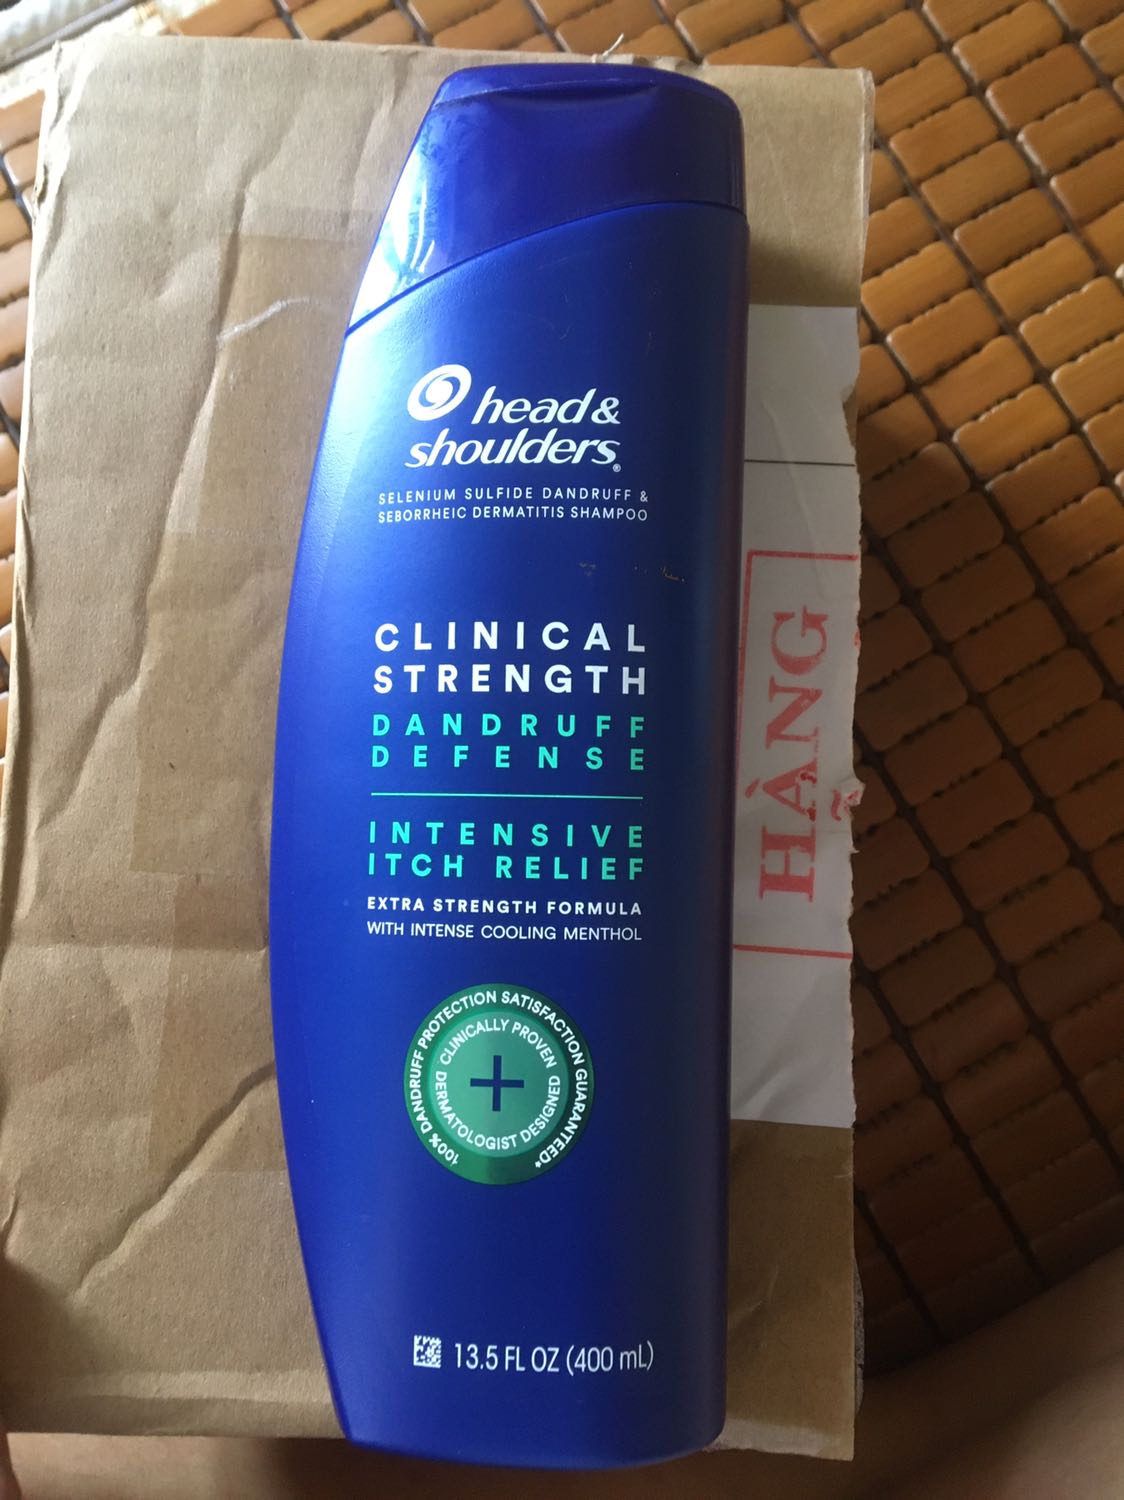 head &
shoulders®
SELENIUM SULFIDE DANDRUFF &
SEBORRHEIC DERMATITIS SHAMPOO
CLINICAL
STRENGTH
DANDRUFF
DEFENSE
INTENSIVE
ITCH RELIEF
EXTRA STRENGTH FORMULA
WITH INTENSE COOLING MENTHOL
100% DANDRUFF PROTECTION SATISFACTION GUARANTEED*
CLINICALLY PROVEN
DERMATOLOGIST DESIGNED
13.5 FL OZ (400 mL)
HÀNG